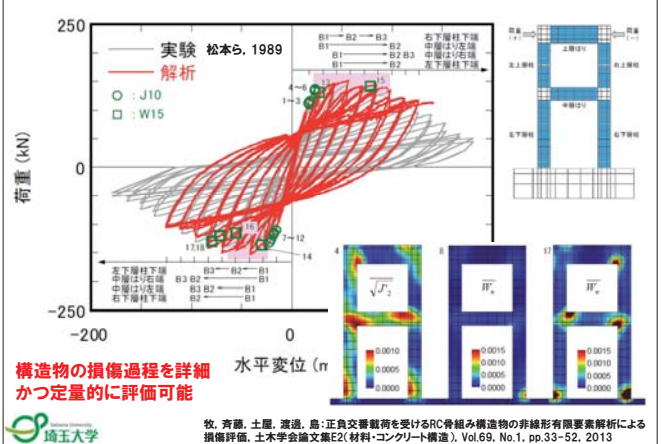 250
0
-250
-200
0
荷重 (kN)
水平変位 (m
実験 松本ら, 1989
解析
: J10
: W15
B1 B2 B3 右下層柱下端
B1 B2 中層はり左端
B1 B2 B3 中層はり右端
B1 B2 左下層柱下端
4~6
1~3
13
15
16
17,18
7~12
14
左下層柱下端 B3 B2 B1
中層はり右端 B3 B2 B1
中層はり左端 B2 B1
右下層柱下端 B2 B1
荷重
(+)
荷重
(-)
上層はり
左上層柱
右上層柱
中層はり
左下層柱
右下層柱
4
8
17
√J'2
Wn
Wn
0.0010
0.0005
0.0000
0.0015
0.0010
0.0005
0.0000
0.0015
0.0010
0.0005
0.0000
構造物の損傷過程を詳細
かつ定量的に評価可能
Saitama University
埼玉大学
牧, 斉藤, 土屋, 渡邉, 島:正負交番載荷を受けるRC骨組み構造物の非線形有限要素解析による
損傷評価, 土木学会論文集E2(材料・コンクリート構造), Vol.69, No.1, pp.33-52, 2013